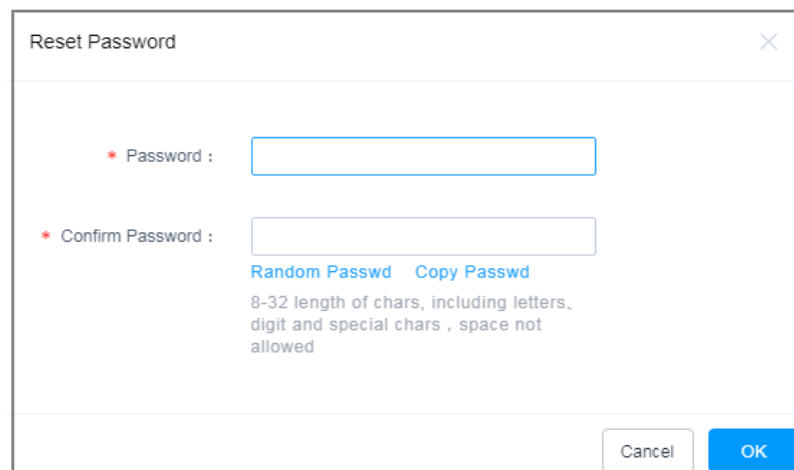 Reset Password
* Password :
* Confirm Password :
Random Passwd Copy Passwd
8-32 length of chars, including letters、
digit and special chars , space not
allowed
Cancel OK